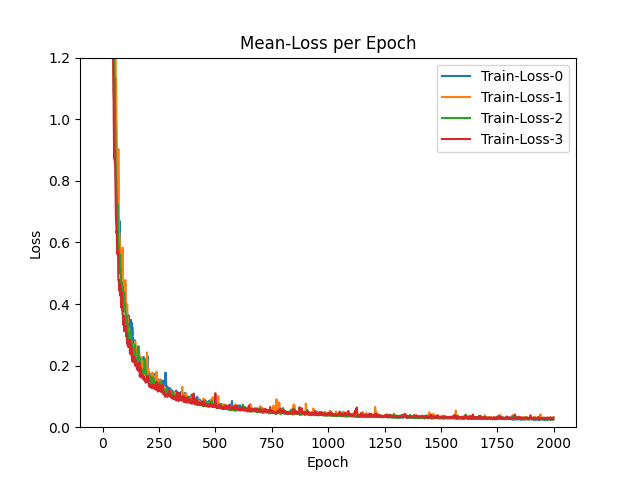 Mean-Loss per Epoch
Train-Loss-0
Train-Loss-1
Train-Loss-2
Train-Loss-3
1.2
1.0
0.8
0.6
0.4
0.2
0.0
Loss
0 250 500 750 1000 1250 1500 1750 2000
Epoch